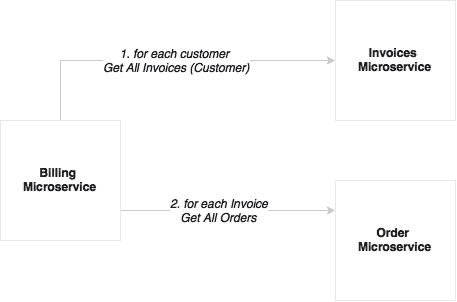 1. for each customer
Get All Invoices (Customer)
Invoices
Microservice
Billing
Microservice
2. for each Invoice
Get All Orders
Order
Microservice